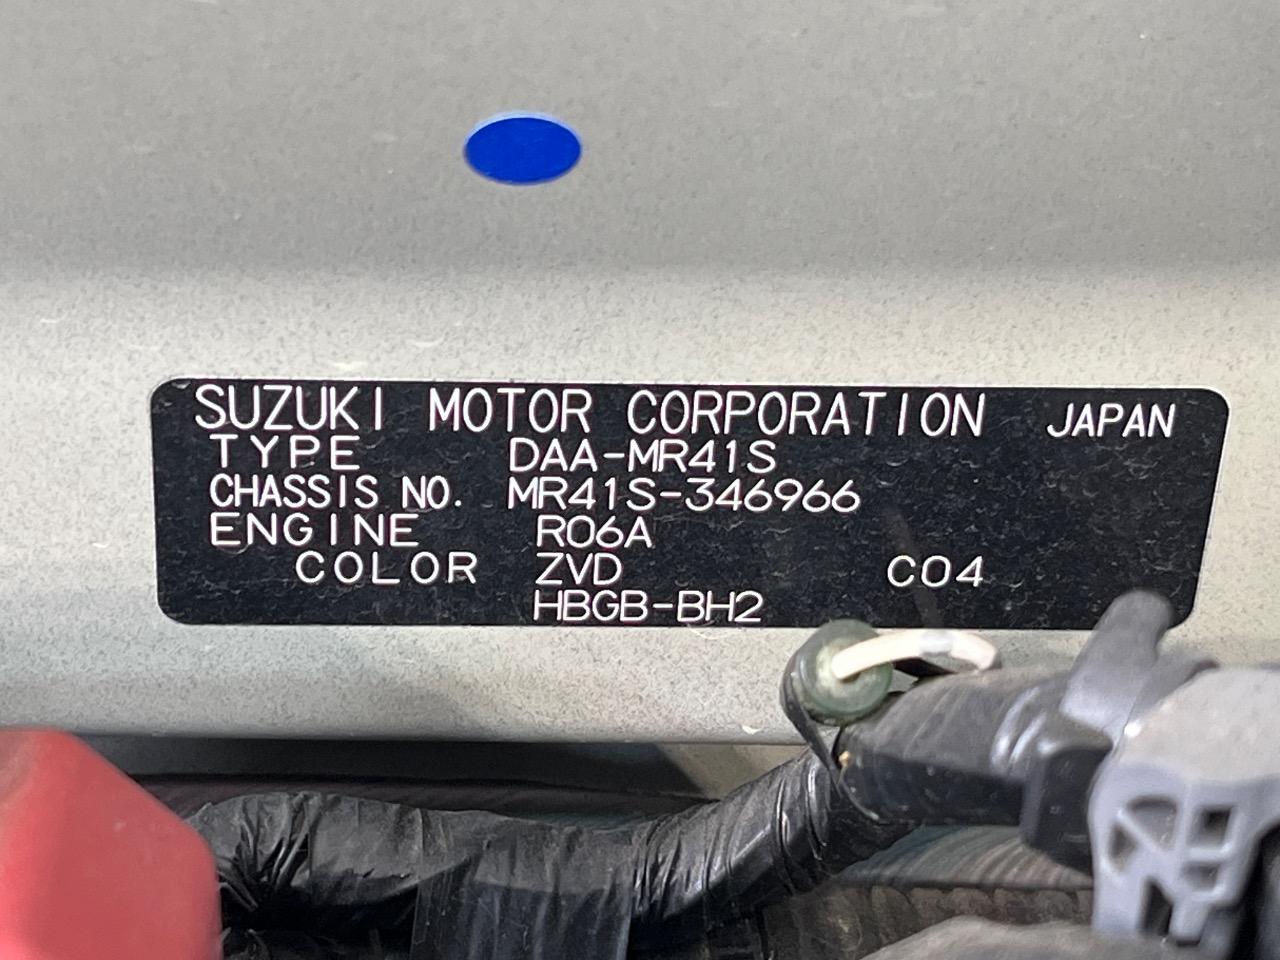 SUZUKI MOTOR CORPORATION JAPAN
TYPE DAA-MR41S
CHASSIS NO. MR41S-346966
ENGINE R06A
COLOR ZVD C04
HBGB-BH2